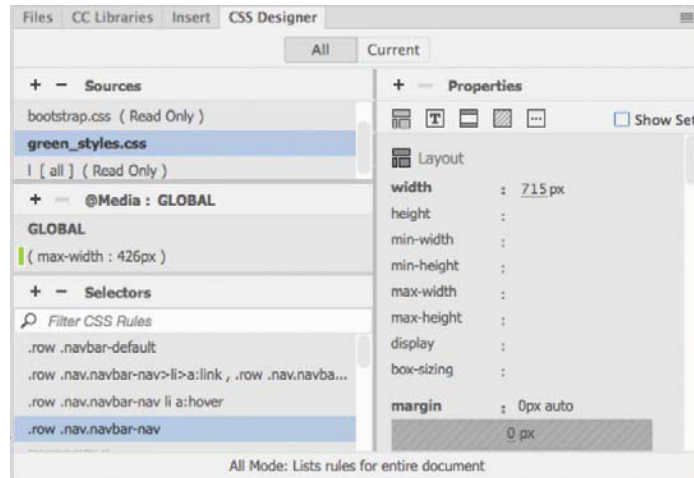 Files CC Libraries Insert CSS Designer
All Current
+ − Sources
bootstrap.css ( Read Only )
green_styles.css
l [ all ] ( Read Only )
+ − @Media : GLOBAL
GLOBAL
( max-width : 426px )
+ − Selectors
Filter CSS Rules
.row .navbar-default
.row .nav.navbar-nav>li>a:link , .row .nav.navba...
.row .nav.navbar-nav li a:hover
.row .nav.navbar-nav
+ − Properties
T Show Set
Layout
width : 715 px
height :
min-width :
min-height :
max-width :
max-height :
display :
box-sizing :
margin : 0px auto
0 px
All Mode: Lists rules for entire document